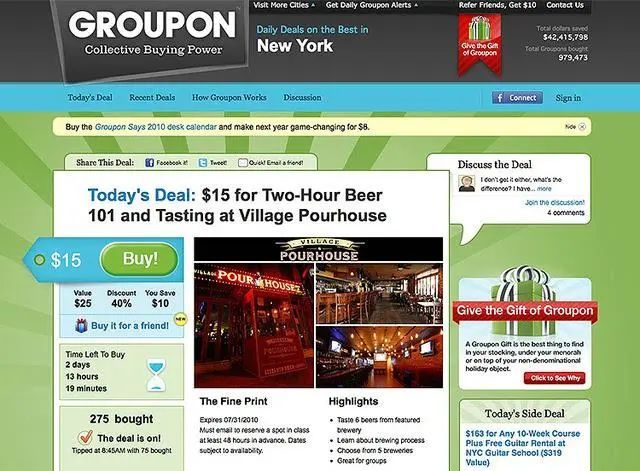 GROUPON
Collective Buying Power
Visit More Cities
Get Daily Groupon Alerts
Refer Friends, Get $10
Contact Us
Daily Deals on the Best in
New York
Give the Gift
of Groupon
Total dollars saved
$42,415,798
Total Groupons bought
979,473
Today's Deal
Recent Deals
How Groupon Works
Discussion
f Connect
Sign in
Buy the Groupon Says 2010 desk calendar and make next year game-changing for $8.
Hide
Share This Deal:
Facebook it!
Tweet!
Quick! Email a friend!
Today's Deal: $15 for Two-Hour Beer
101 and Tasting at Village Pourhouse
$15
Buy!
Value
Discount
You Save
$25
40%
$10
NEW
Buy it for a friend!
Time Left To Buy
2 days
13 hours
19 minutes
275 bought
The deal is on!
Tipped at 8:45AM with 75 bought
VILLAGE
POURHOUSE
VILLAGE POURHOUSE
The Fine Print
Expires 07/31/2010
Must email to reserve a spot in class
at least 48 hours in advance. Dates
subject to availability.
Highlights
Taste 6 beers from featured
brewery
Learn about brewing process
Choose from 5 breweries
Great for groups
Discuss the Deal
I don't get it either, what's the
difference? I have... more
Join the discussion!
4 comments
Give the Gift of Groupon
A Groupon Gift is the best thing to find
in your stocking, under your menorah
or on top of your non-denominational
holiday object.
Click to See Why
Today's Side Deal
$163 for Any 10-Week Course
Plus Free Guitar Rental at
NYC Guitar School ($319
Value)